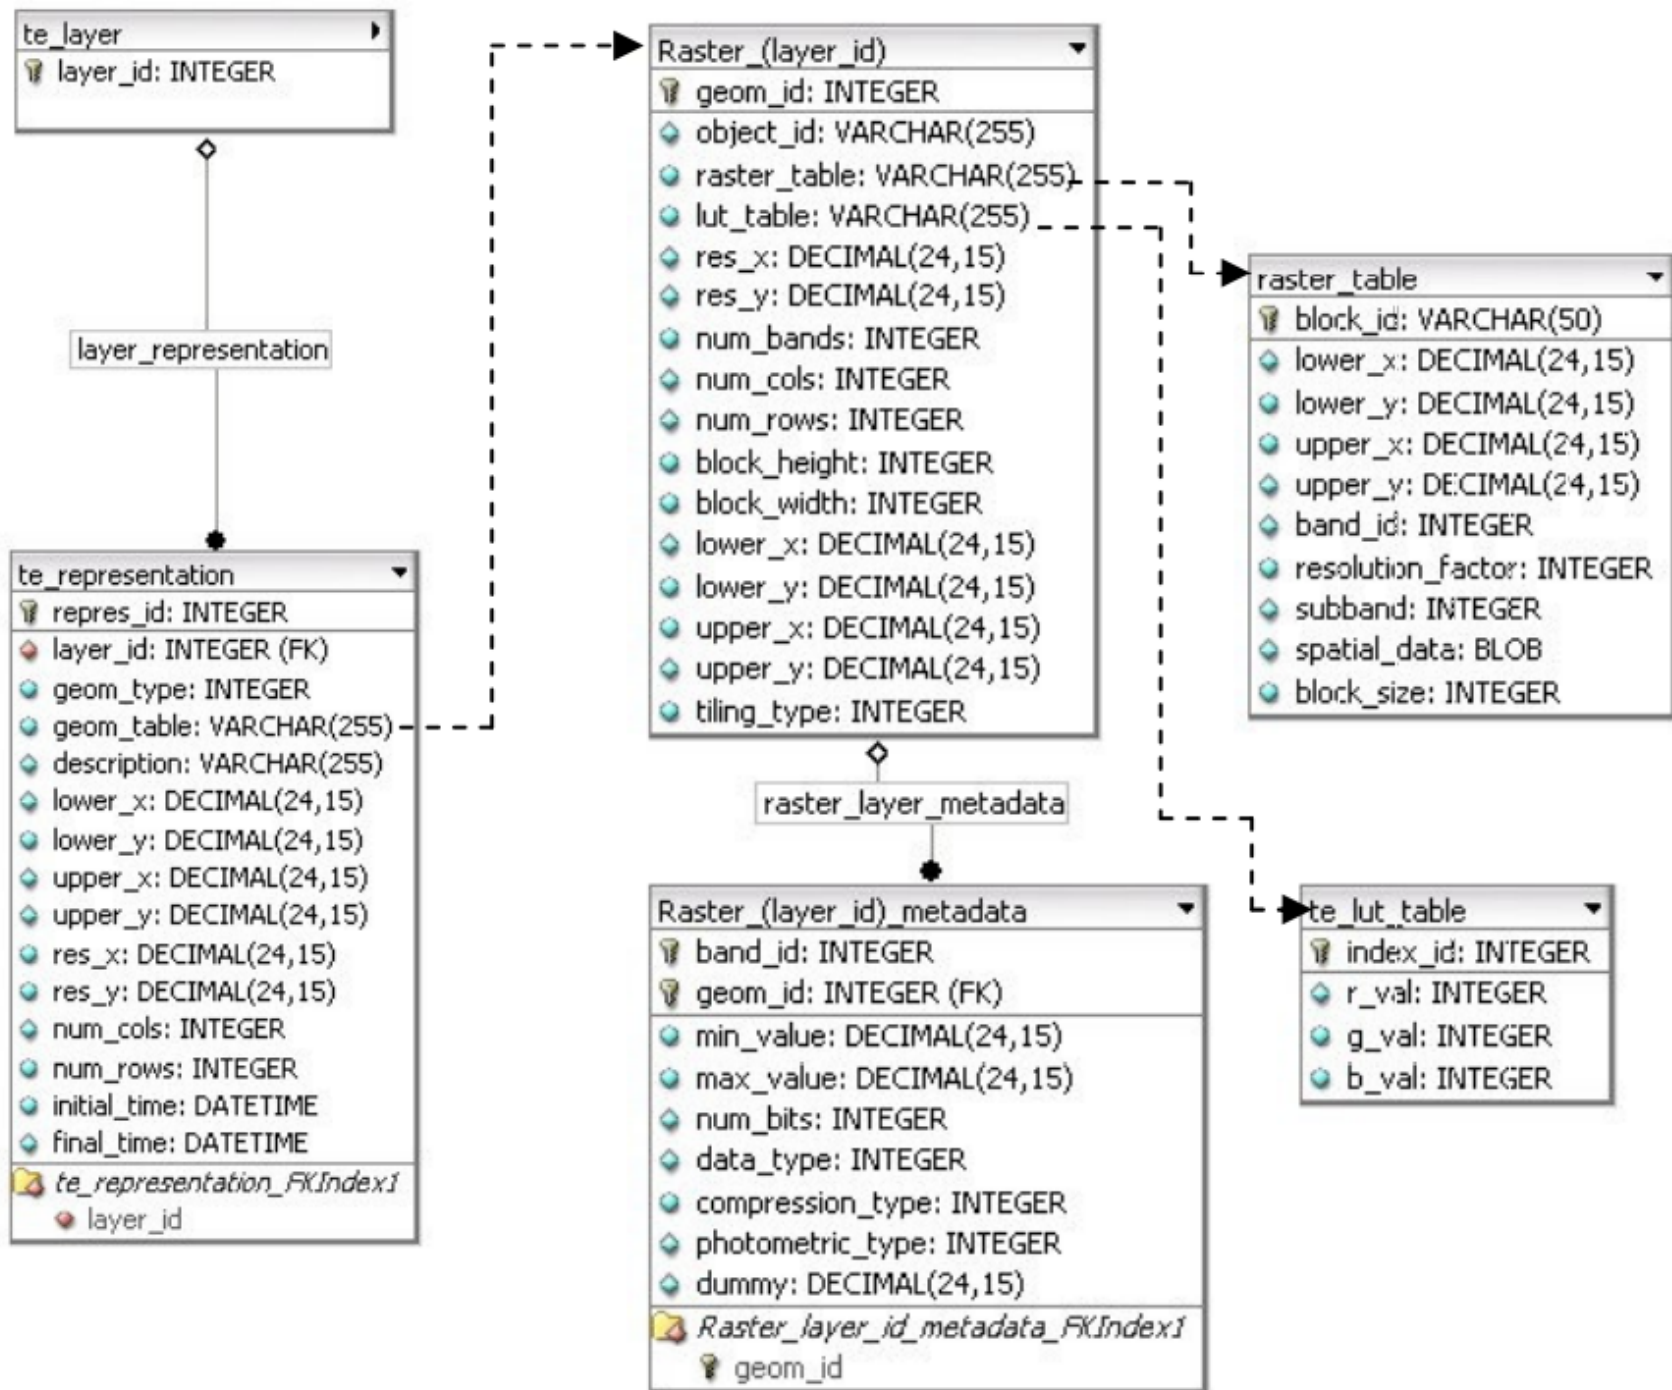 te_layer
layer_id: INTEGER
layer_representation
te_representation
repres_id: INTEGER
layer_id: INTEGER (FK)
geom_type: INTEGER
geom_table: VARCHAR(255)
description: VARCHAR(255)
lower_x: DECIMAL(24,15)
lower_y: DECIMAL(24,15)
upper_x: DECIMAL(24,15)
upper_y: DECIMAL(24,15)
res_x: DECIMAL(24,15)
res_y: DECIMAL(24,15)
num_cols: INTEGER
num_rows: INTEGER
initial_time: DATETIME
final_time: DATETIME
te_representation_FKIndex1
layer_id
Raster_(layer_id)
geom_id: INTEGER
object_id: VARCHAR(255)
raster_table: VARCHAR(255)
lut_table: VARCHAR(255)
res_x: DECIMAL(24,15)
res_y: DECIMAL(24,15)
num_bands: INTEGER
num_cols: INTEGER
num_rows: INTEGER
block_height: INTEGER
block_width: INTEGER
lower_x: DECIMAL(24,15)
lower_y: DECIMAL(24,15)
upper_x: DECIMAL(24,15)
upper_y: DECIMAL(24,15)
tiling_type: INTEGER
raster_layer_metadata
Raster_(layer_id)_metadata
band_id: INTEGER
geom_id: INTEGER (FK)
min_value: DECIMAL(24,15)
max_value: DECIMAL(24,15)
num_bits: INTEGER
data_type: INTEGER
compression_type: INTEGER
photometric_type: INTEGER
dummy: DECIMAL(24,15)
Raster_layer_id_metadata_FKIndex1
geom_id
raster_table
block_id: VARCHAR(50)
lower_x: DECIMAL(24,15)
lower_y: DECIMAL(24,15)
upper_x: DECIMAL(24,15)
upper_y: DECIMAL(24,15)
band_id: INTEGER
resolution_factor: INTEGER
subband: INTEGER
spatial_data: BLOB
block_size: INTEGER
te_lut_table
index_id: INTEGER
r_val: INTEGER
g_val: INTEGER
b_val: INTEGER